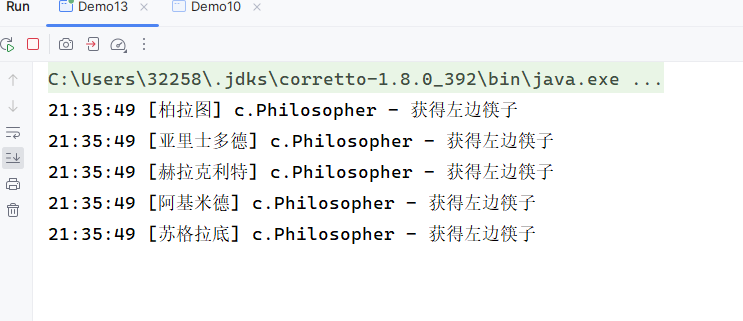 Run Demo13 Demo10
C:\Users\32258\.jdks\corretto-1.8.0_392\bin\java.exe ...
21:35:49 [柏拉图] c.Philosopher - 获得左边筷子
21:35:49 [亚里士多德] c.Philosopher - 获得左边筷子
21:35:49 [赫拉克利特] c.Philosopher - 获得左边筷子
21:35:49 [阿基米德] c.Philosopher - 获得左边筷子
21:35:49 [苏格拉底] c.Philosopher - 获得左边筷子